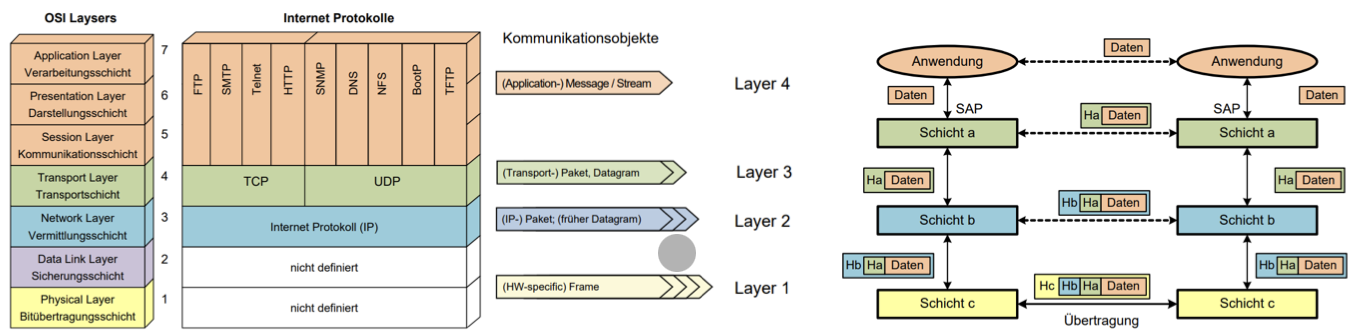 OSI Laysers
Application Layer
Verarbeitungsschicht
7
Presentation Layer
Darstellungsschicht
6
Session Layer
Kommunikationsschicht
5
Transport Layer
Transportschicht
4
Network Layer
Vermittlungsschicht
3
Data Link Layer
Sicherungsschicht
2
Physical Layer
Bitübertragungsschicht
1
Internet Protokolle
FTP
SMTP
Telnet
HTTP
SNMP
DNS
NFS
BootP
TFTP
TCP
UDP
Internet Protokoll (IP)
nicht definiert
nicht definiert
Kommunikationsobjekte
(Application-) Message / Stream
Layer 4
(Transport-) Paket, Datagram
Layer 3
(IP-) Paket; (früher Datagram)
Layer 2
(HW-specific) Frame
Layer 1
Daten
Anwendung
Anwendung
Daten
SAP
SAP
Daten
Ha Daten
Schicht a
Schicht a
Ha Daten
Ha Daten
Hb Ha Daten
Schicht b
Schicht b
Hb Ha Daten
Hb Ha Daten
Hc Hb Ha Daten
Schicht c
Schicht c
Übertragung